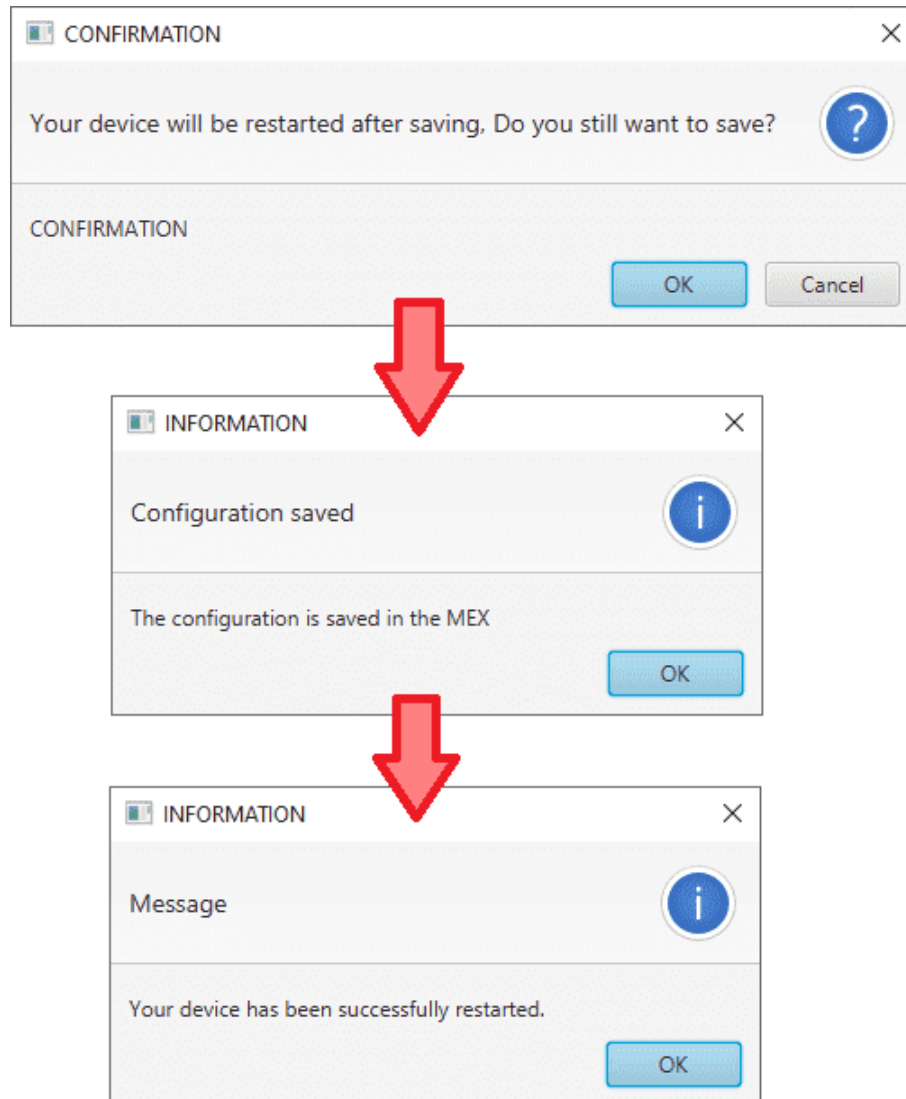 CONFIRMATION
Your device will be restarted after saving, Do you still want to save?
CONFIRMATION
OK
Cancel
INFORMATION
Configuration saved
The configuration is saved in the MEX
OK
INFORMATION
Message
Your device has been successfully restarted.
OK